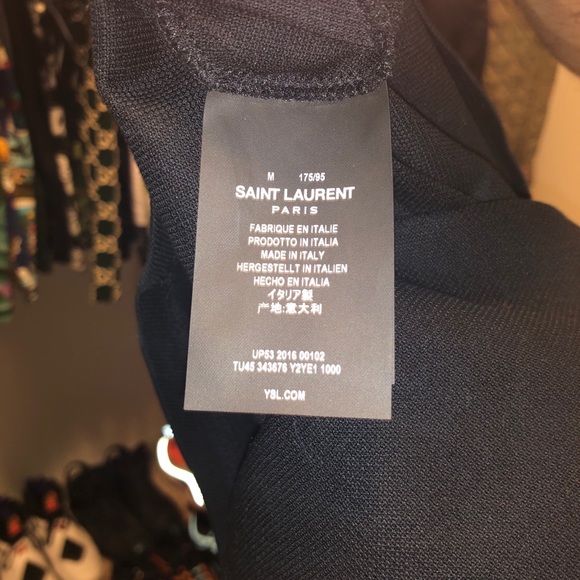 M 175/95
SAINT LAURENT
PARIS
FABRIQUE EN ITALIE
PRODOTTO IN ITALIA
MADE IN ITALY
HERGESTELLT IN ITALIEN
HECHO EN ITALIA
イタリア製
产地:意大利
UP53 2016 00102
TU45 343676 Y2YE1 1000
YSL.COM